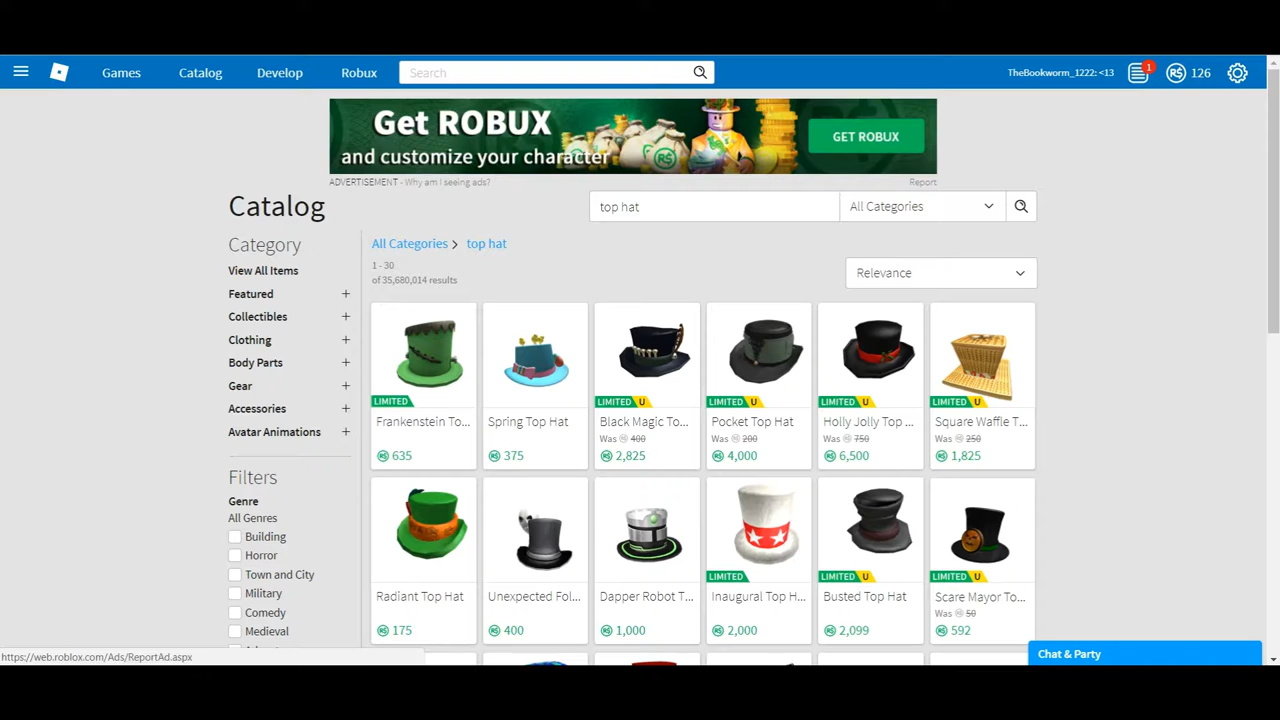 Games
Catalog
Develop
Robux
Search
TheBookworm_1222: <13
1
126
Get ROBUX
and customize your character
GET ROBUX
ADVERTISEMENT - Why am I seeing ads?
Report
Catalog
top hat
All Categories
Category
All Categories > top hat
View All Items
1 - 30
of 35,680,014 results
Relevance
Featured +
Collectibles +
Clothing +
Body Parts +
Gear +
Accessories +
Avatar Animations +
LIMITED
LIMITED U
LIMITED U
LIMITED U
LIMITED U
Frankenstein To...
Spring Top Hat
Black Magic To...
Pocket Top Hat
Holly Jolly Top ...
Square Waffle T...
Was 400
Was 200
Was 750
Was 250
635
375
2,825
4,000
6,500
1,825
Filters
Genre
All Genres
Building
Horror
Town and City
Military
Comedy
Medieval
LIMITED
LIMITED U
LIMITED U
Radiant Top Hat
Unexpected Fol...
Dapper Robot T...
Inaugural Top H...
Busted Top Hat
Scare Mayor To...
Was 50
175
400
1,000
2,000
2,099
592
https://web.roblox.com/Ads/ReportAd.aspx
Chat & Party